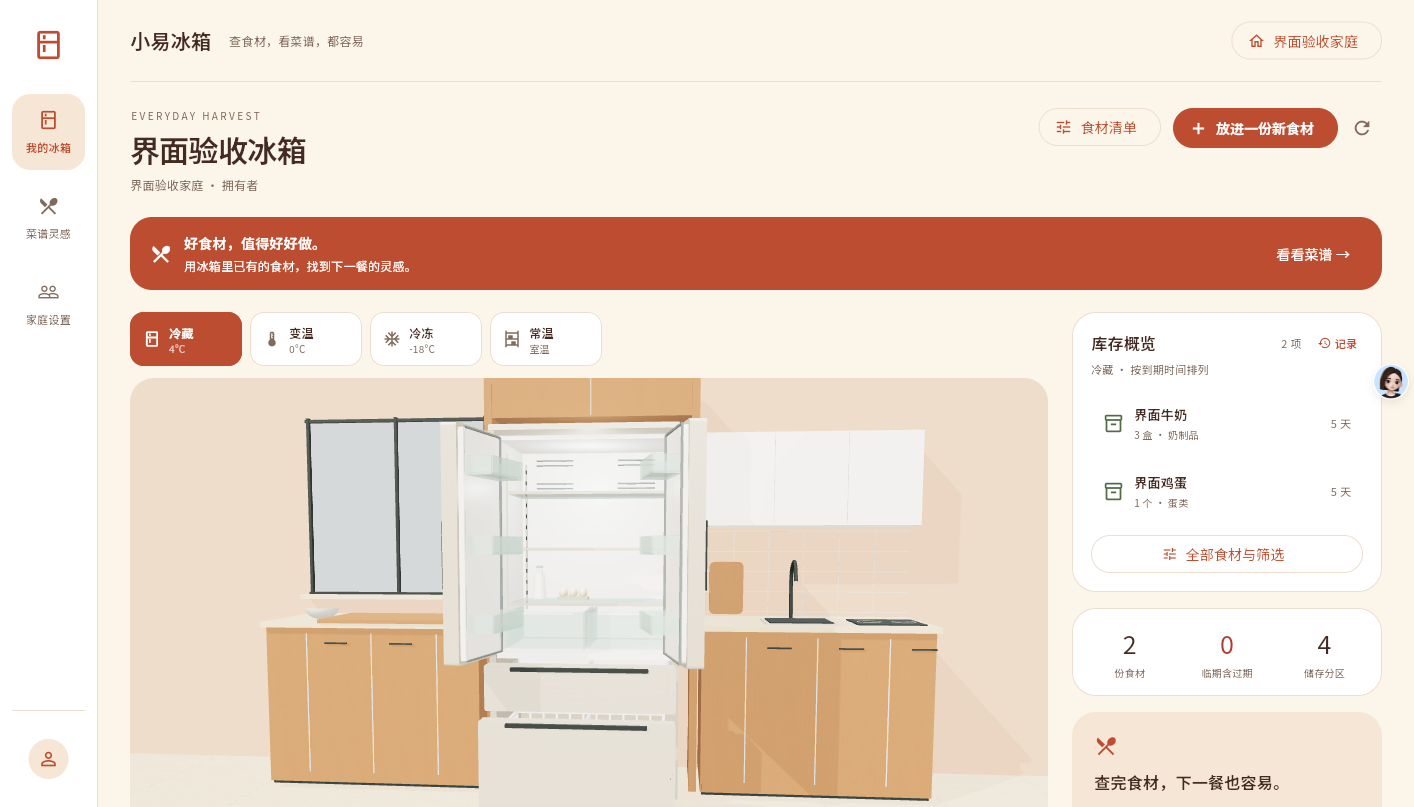 小易冰箱
查食材，看菜谱，都容易
界面验收家庭
我的冰箱
菜谱灵感
家庭设置
EVERYDAY HARVEST
界面验收冰箱
界面验收家庭 · 拥有者
食材清单
放进一份新食材
好食材，值得好好做。
用冰箱里已有的食材，找到下一餐的灵感。
看看菜谱 →
冷藏
4°C
变温
0°C
冷冻
-18°C
常温
室温
库存概览
2 项
记录
冷藏 · 按到期时间排列
界面牛奶
3 盒 · 奶制品
5 天
界面鸡蛋
1 个 · 蛋类
5 天
全部食材与筛选
2
份食材
0
临期含过期
4
储存分区
查完食材，下一餐也容易。